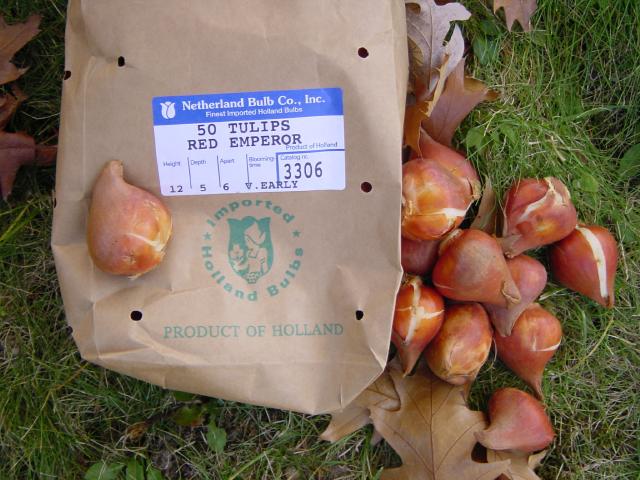 Netherland Bulb Co., Inc.
Finest Imported Holland Bulbs
50 TULIPS
RED EMPEROR
Product of Holland
Height Depth Apart Blooming-time Catalog nr.
12 5 6 V.EARLY 3306
Imported
Holland Bulbs
PRODUCT OF HOLLAND